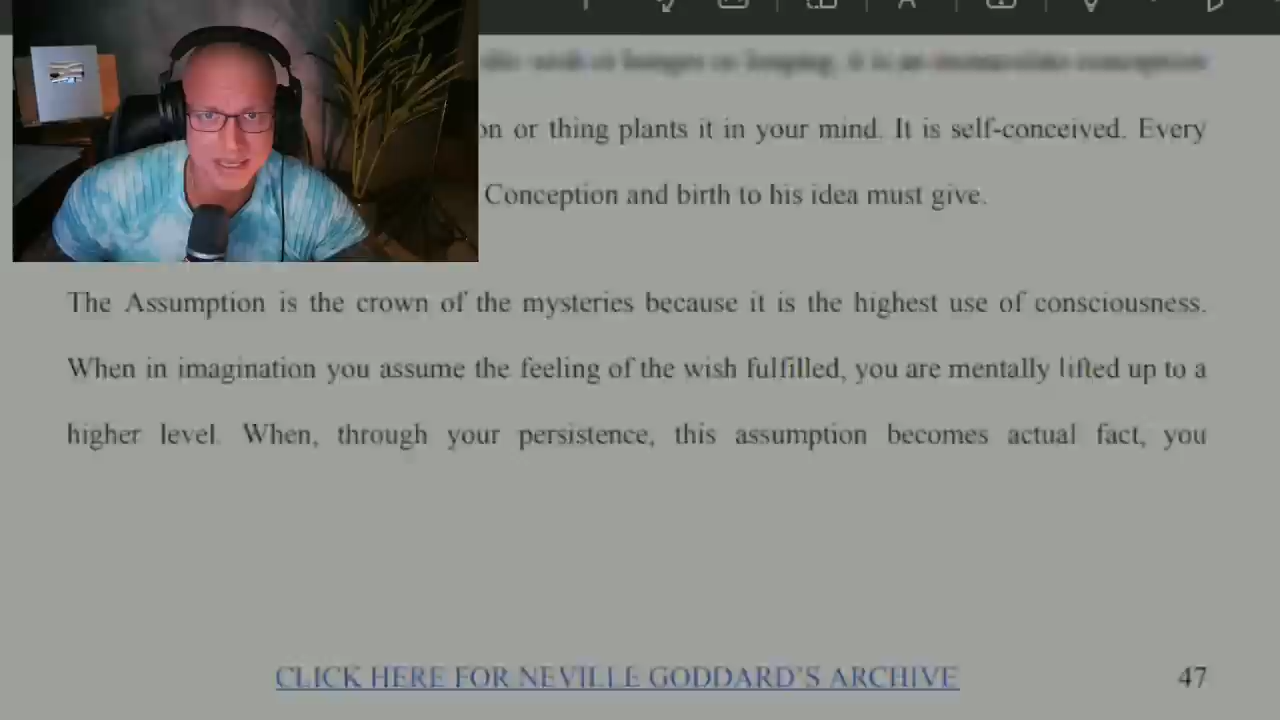 on or thing plants it in your mind. It is self-conceived. Every
Conception and birth to his idea must give.
The Assumption is the crown of the mysteries because it is the highest use of consciousness.
When in imagination you assume the feeling of the wish fulfilled, you are mentally lifted up to a
higher level. When, through your persistence, this assumption becomes actual fact, you
CLICK HERE FOR NEVILLE GODDARD'S ARCHIVE 47